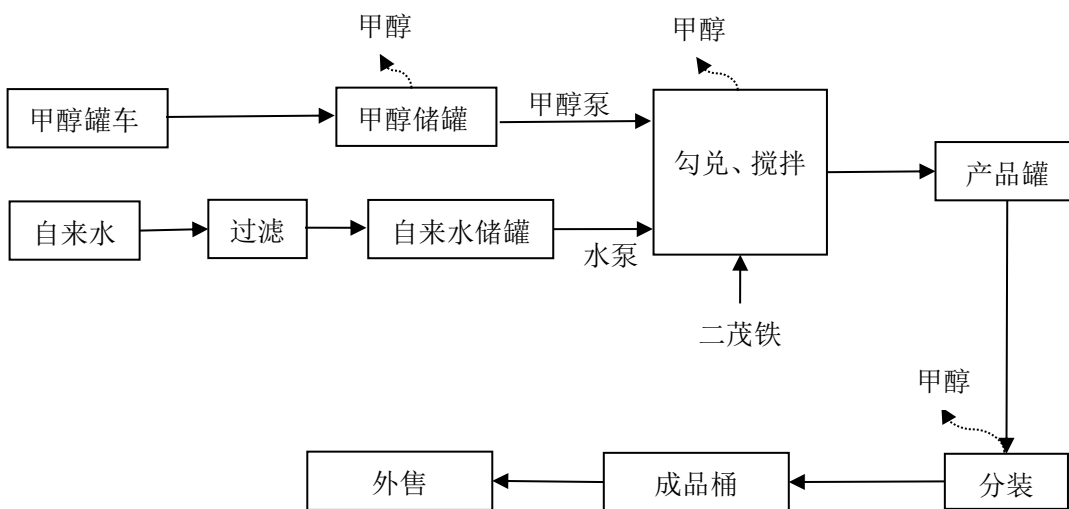 甲醇
甲醇
甲醇罐车
甲醇储罐
甲醇泵
勾兑、搅拌
产品罐
自来水
过滤
自来水储罐
水泵
二茂铁
甲醇
外售
成品桶
分装